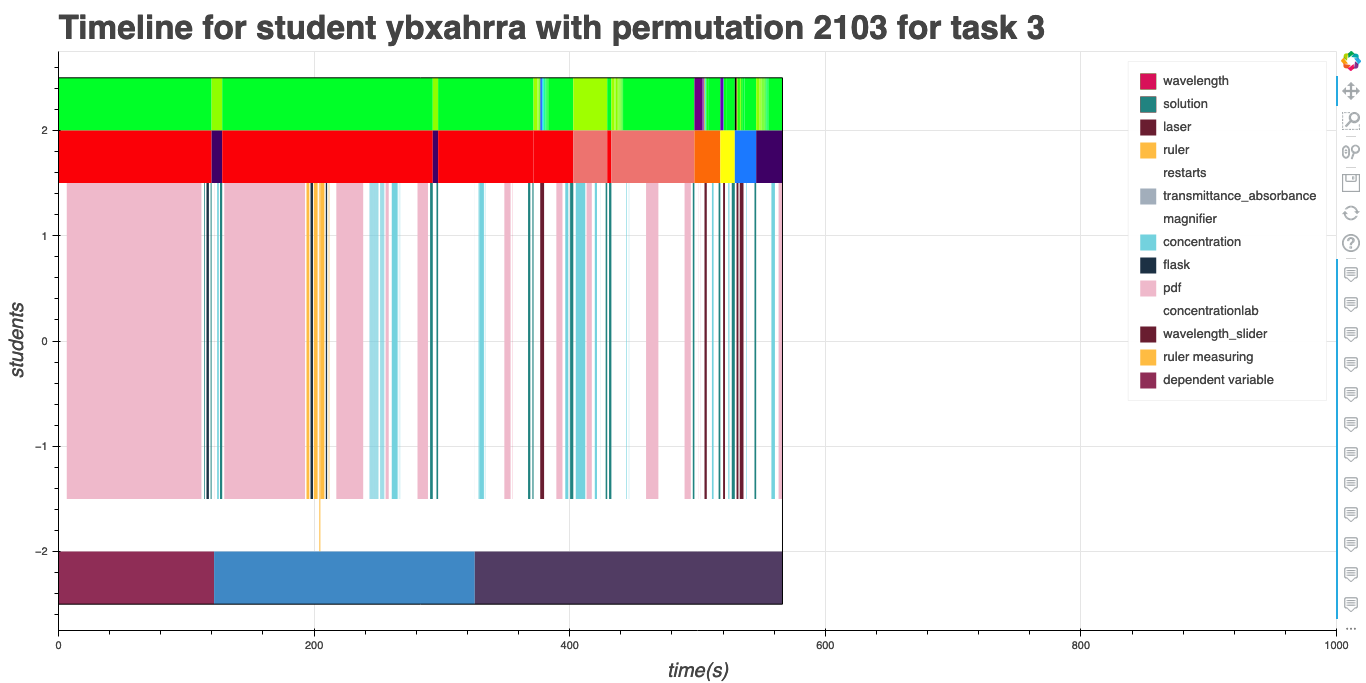 Timeline for student ybxahrra with permutation 2103 for task 3
wavelength
solution
laser
ruler
restarts
transmittance_absorbance
magnifier
concentration
flask
pdf
concentrationlab
wavelength_slider
ruler measuring
dependent variable
students
2
1
0
−1
−2
0
200
400
600
800
1000
time(s)